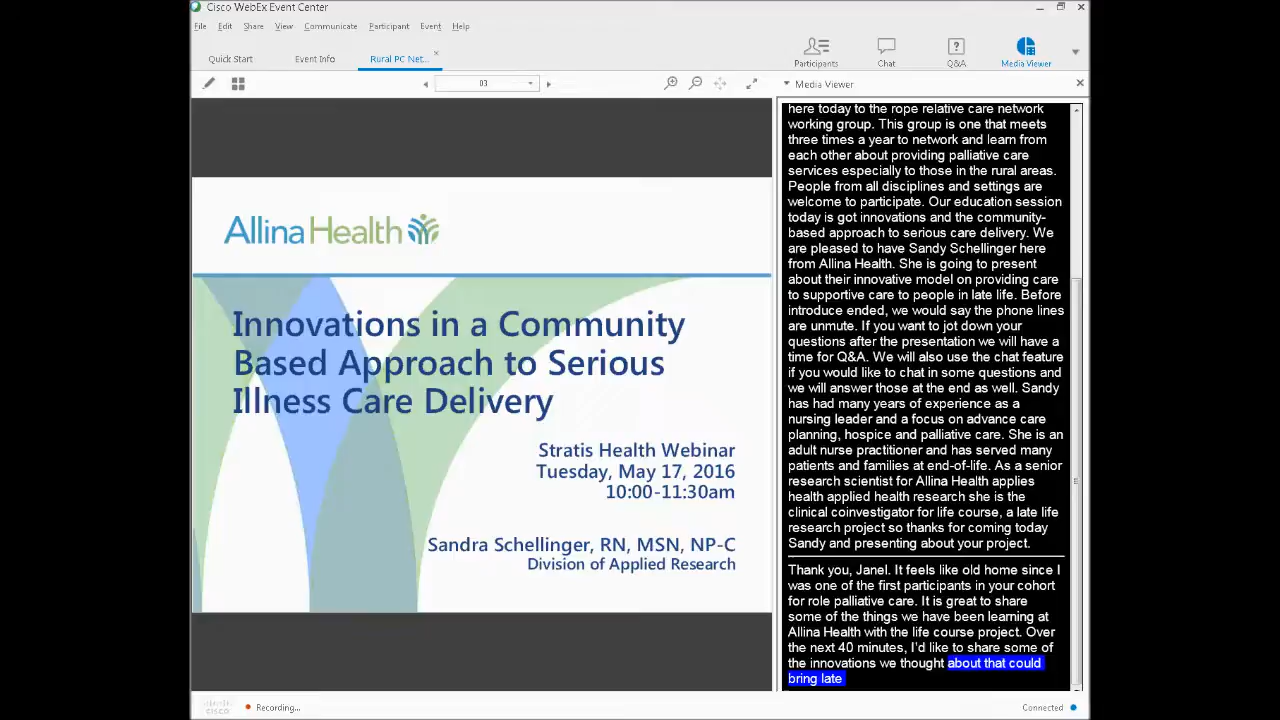 Cisco WebEx Event Center
File Edit Share View Communicate Participant Event Help
Quick Start Event Info Rural PC Net...
Participants Chat Q&A Media Viewer
03
Media Viewer
Allina Health
Innovations in a Community
Based Approach to Serious
Illness Care Delivery
Stratis Health Webinar
Tuesday, May 17, 2016
10:00-11:30am
Sandra Schellinger, RN, MSN, NP-C
Division of Applied Research
here today to the rope relative care network
working group. This group is one that meets
three times a year to network and learn from
each other about providing palliative care
services especially to those in the rural areas.
People from all disciplines and settings are
welcome to participate. Our education session
today is got innovations and the community-
based approach to serious care delivery. We
are pleased to have Sandy Schellinger here
from Allina Health. She is going to present
about their innovative model on providing care
to supportive care to people in late life. Before
introduce ended, we would say the phone lines
are unmute. If you want to jot down your
questions after the presentation we will have a
time for Q&A. We will also use the chat feature
if you would like to chat in some questions and
we will answer those at the end as well. Sandy
has had many years of experience as a
nursing leader and a focus on advance care
planning, hospice and palliative care. She is an
adult nurse practitioner and has served many
patients and families at end-of-life. As a senior
research scientist for Allina Health applies
health applied health research she is the
clinical coinvestigator for life course, a late life
research project so thanks for coming today
Sandy and presenting about your project.
Thank you, Janel. It feels like old home since I
was one of the first participants in your cohort
for role palliative care. It is great to share
some of the things we have been learning at
Allina Health with the life course project. Over
the next 40 minutes, I'd like to share some of
the innovations we thought about that could
bring late
cisco Recording... Connected